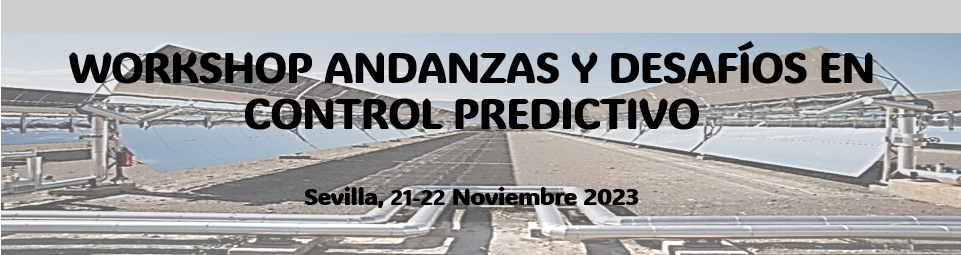 WORKSHOP ANDANZAS Y DESAFÍOS EN
CONTROL PREDICTIVO
Sevilla, 21-22 Noviembre 2023